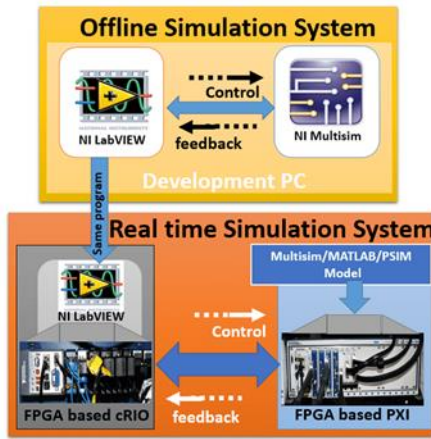 Offline Simulation System
Control
NI LabVIEW
NI Multisim
feedback
Development PC
Same program
Real time Simulation System
Multisim/MATLAB/PSIM
Model
NI LabVIEW
Control
feedback
FPGA based cRIO
FPGA based PXI